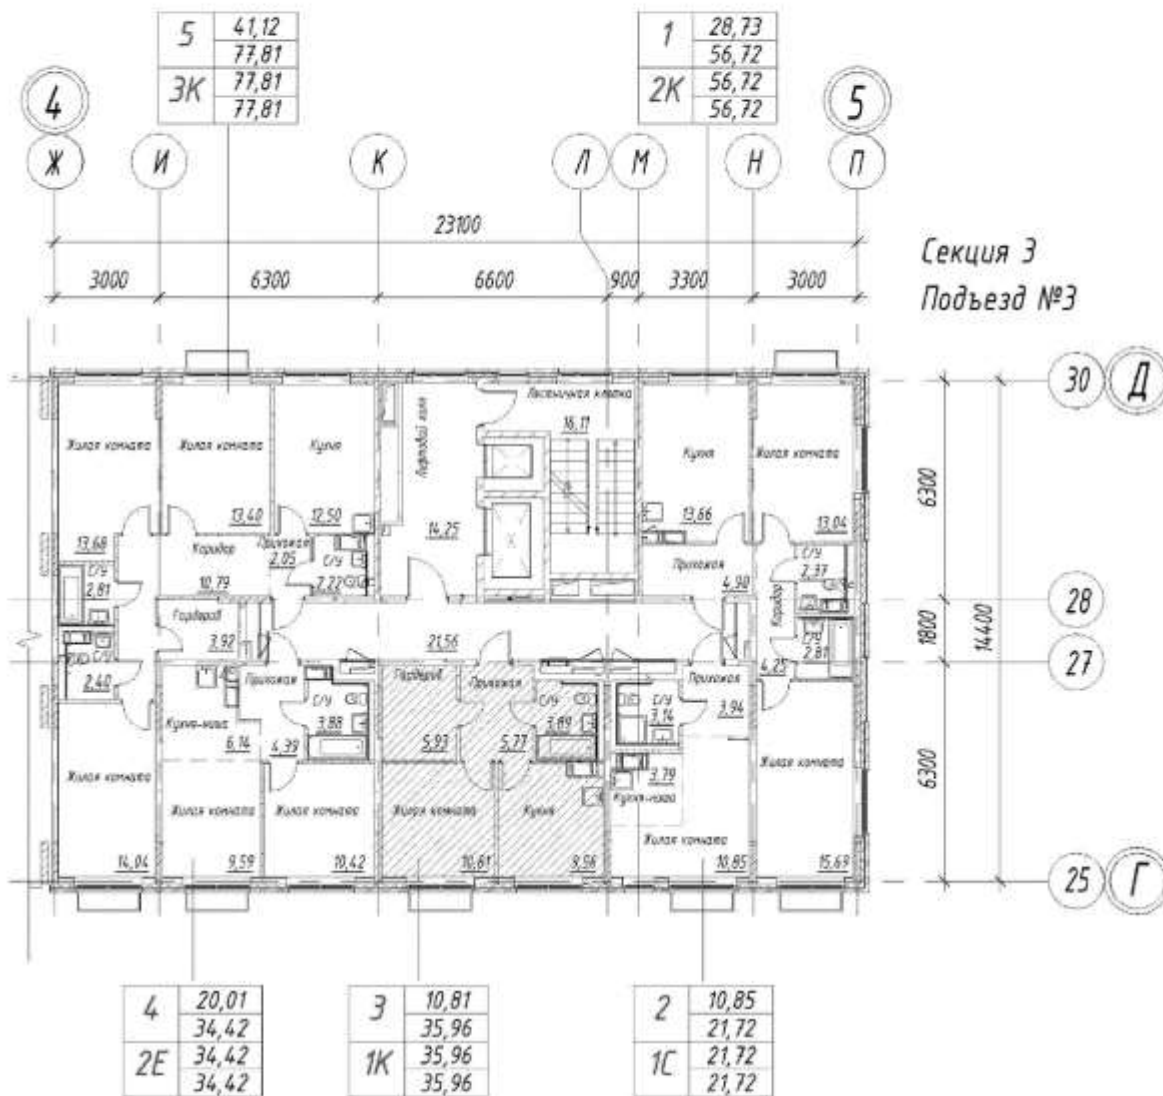 5 41,12
77,81
3К 77,81
77,81
1 28,73
56,72
2К 56,72
56,72
4 5
Ж И К Л М Н П
23100
3000 6300 6600 900 3300 3000
Секция 3
Подъезд №3
30 Д
28
27
25 Г
6300
1800
6300
14400
Жилая комната
13,68
Жилая комната
13,40
Кухня
12,50
Лифтовой холл
14,25
Лестничная клетка
16,11
Кухня
13,66
Жилая комната
13,04
Коридор
10,79
Прихожая
2,05
С/У
2,22
С/У
2,81
Гардероб
3,92
С/У
2,40
21,56
Прихожая
4,90
Коридор
4,25
С/У
2,37
С/У
2,81
Жилая комната
14,04
Кухня-ниша
6,14
Прихожая
4,39
С/У
3,88
Жилая комната
9,59
Жилая комната
10,42
Гардероб
5,93
Прихожая
5,77
С/У
3,89
Жилая комната
10,81
Кухня
9,56
С/У
3,14
Прихожая
3,94
3,79
Кухня-ниша
Жилая комната
10,85
Жилая комната
15,69
4 20,01
34,42
2Е 34,42
34,42
3 10,81
35,96
1К 35,96
35,96
2 10,85
21,72
1С 21,72
21,72